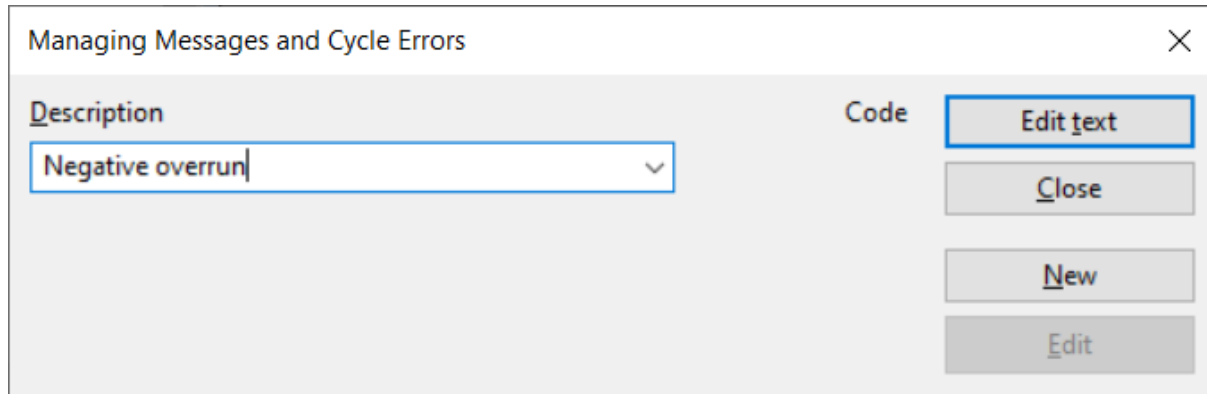 Managing Messages and Cycle Errors
Description
Code
Edit text
Negative overrun
Close
New
Edit